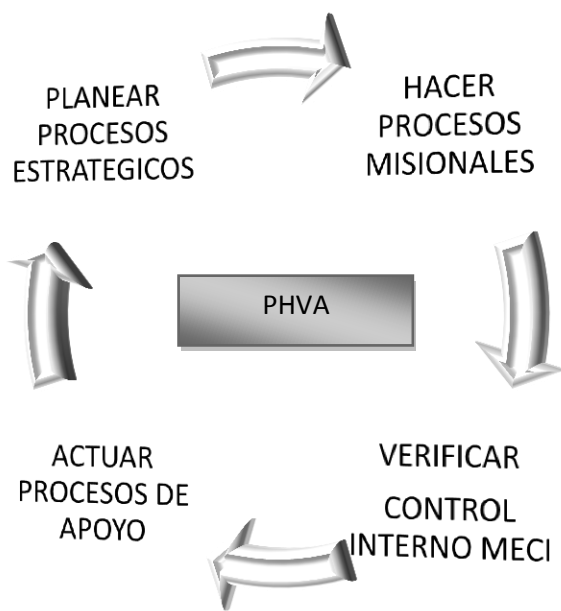 PLANEAR
PROCESOS
ESTRATEGICOS
HACER
PROCESOS
MISIONALES
PHVA
VERIFICAR
CONTROL
INTERNO MECI
ACTUAR
PROCESOS DE
APOYO